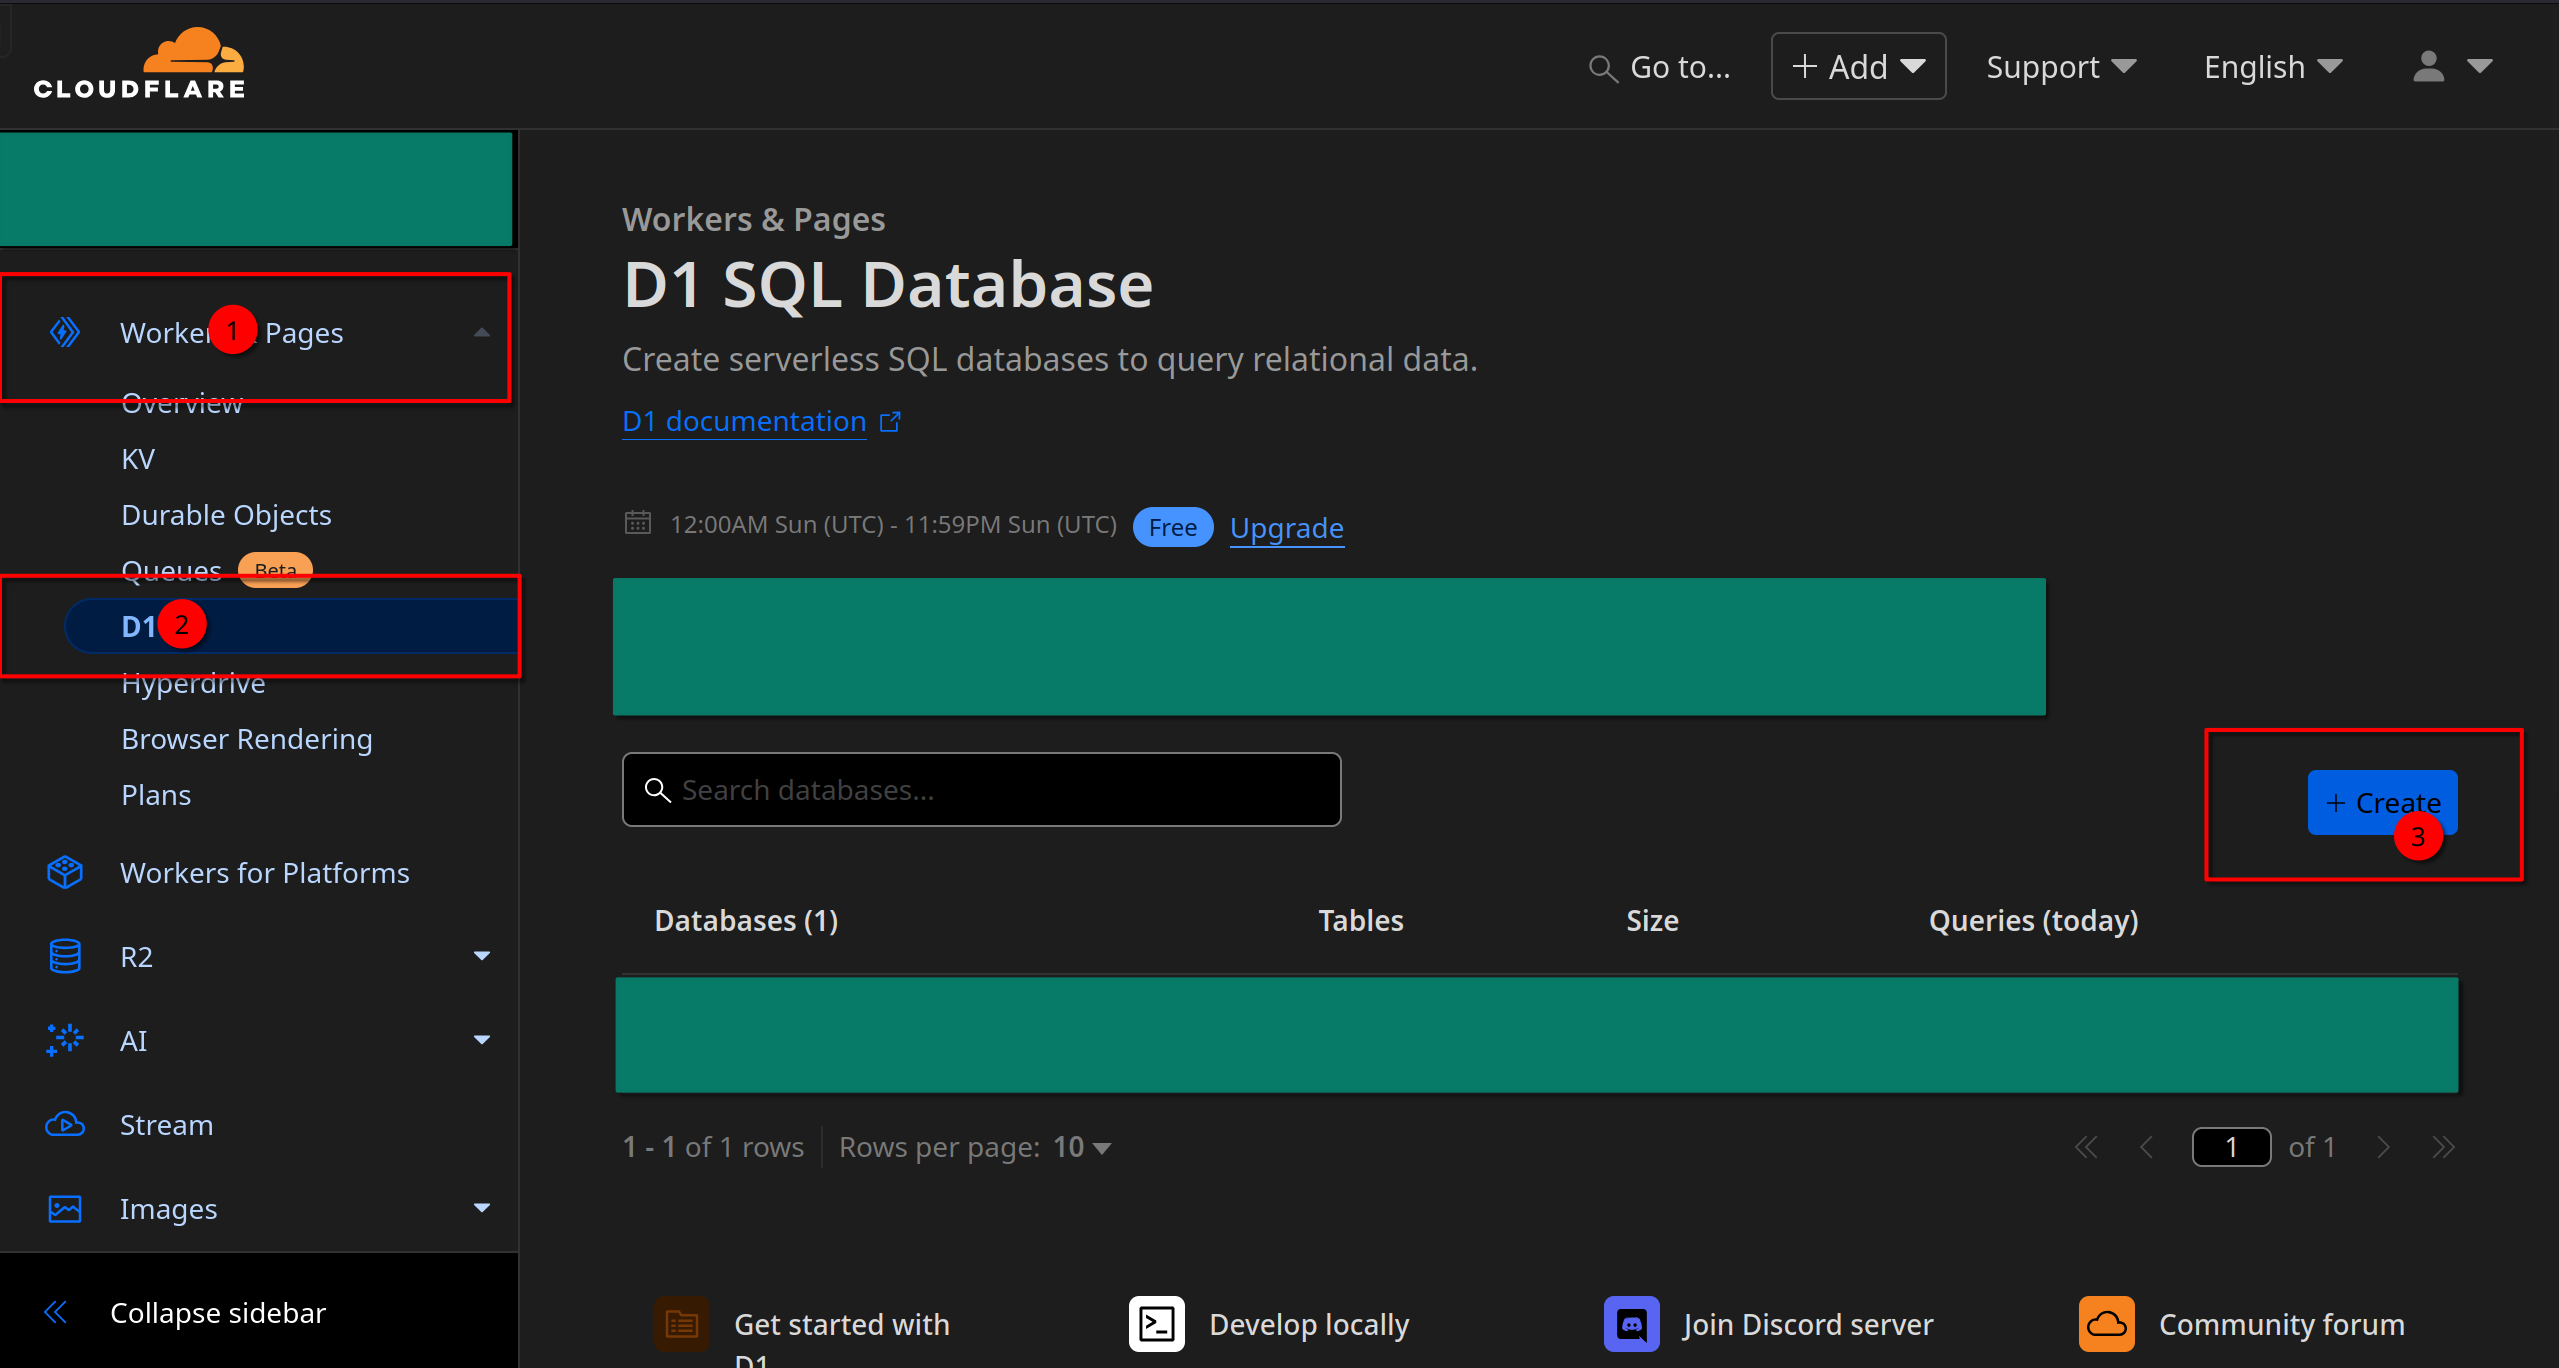 CLOUDFLARE
Go to...
+ Add
Support
English
Workers & Pages
D1 SQL Database
Create serverless SQL databases to query relational data.
D1 documentation
12:00AM Sun (UTC) - 11:59PM Sun (UTC)
Free
Upgrade
1
Pages
Overview
KV
Durable Objects
Queues Beta
D1 2
Hyperdrive
Browser Rendering
Plans
Workers for Platforms
R2
AI
Stream
Images
Collapse sidebar
Search databases...
+ Create
3
Databases (1) Tables Size Queries (today)
1 - 1 of 1 rows Rows per page: 10
1 of 1
Get started with
D1
Develop locally
Join Discord server
Community forum